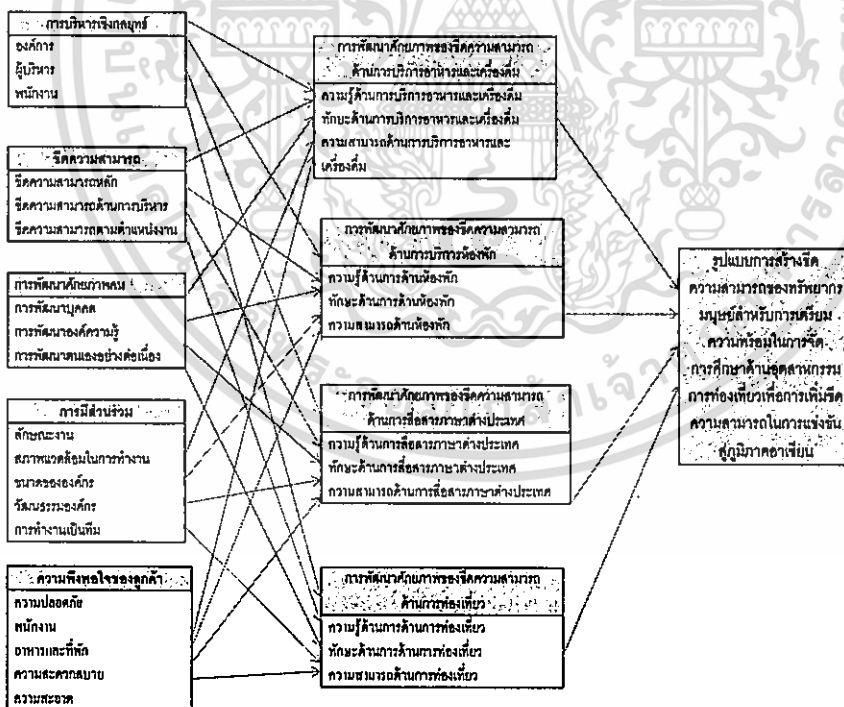 การบริหารเชิงกลยุทธ์
องค์การ
ผู้บริหาร
พนักงาน
ขีดความสามารถ
ขีดความสามารถหลัก
ขีดความสามารถด้านการบริหาร
ขีดความสามารถตามตำแหน่งงาน
การพัฒนาศักยภาพคน
การพัฒนาบุคคล
การพัฒนาองค์ความรู้
การพัฒนาตนเองอย่างต่อเนื่อง
การมีส่วนร่วม
ลักษณะงาน
สภาพแวดล้อมในการทำงาน
ขนาดขององค์กร
วัฒนธรรมองค์กร
การทำงานเป็นทีม
ความพึงพอใจของลูกค้า
ความปลอดภัย
พนักงาน
อาหารและที่พัก
ความสะดวกสบาย
ความสะอาด
การพัฒนาศักยภาพของขีดความสามารถ
ด้านการบริการอาหารและเครื่องดื่ม
ความรู้ด้านการบริการอาหารและเครื่องดื่ม
ทักษะด้านการบริการอาหารและเครื่องดื่ม
ความสามารถด้านการบริการอาหารและ
เครื่องดื่ม
การพัฒนาศักยภาพของขีดความสามารถ
ด้านการบริการห้องพัก
ความรู้ด้านการด้านห้องพัก
ทักษะด้านการด้านห้องพัก
ความสามารถด้านห้องพัก
การพัฒนาศักยภาพของขีดความสามารถ
ด้านการสื่อสารภาษาต่างประเทศ
ความรู้ด้านการสื่อสารภาษาต่างประเทศ
ทักษะด้านการสื่อสารภาษาต่างประเทศ
ความสามารถด้านการสื่อสารภาษาต่างประเทศ
การพัฒนาศักยภาพของขีดความสามารถ
ด้านการท่องเที่ยว
ความรู้ด้านการด้านการท่องเที่ยว
ทักษะด้านการด้านการท่องเที่ยว
ความสามารถด้านการท่องเที่ยว
รูปแบบการสร้างขีด
ความสามารถของทรัพยากร
มนุษย์สำหรับการเตรียม
ความพร้อมในการจัด
การศึกษาด้านอุตสาหกรรม
การท่องเที่ยวเพื่อการเพิ่มขีด
ความสามารถในการแข่งขัน
สู่ภูมิภาคอาเซียน